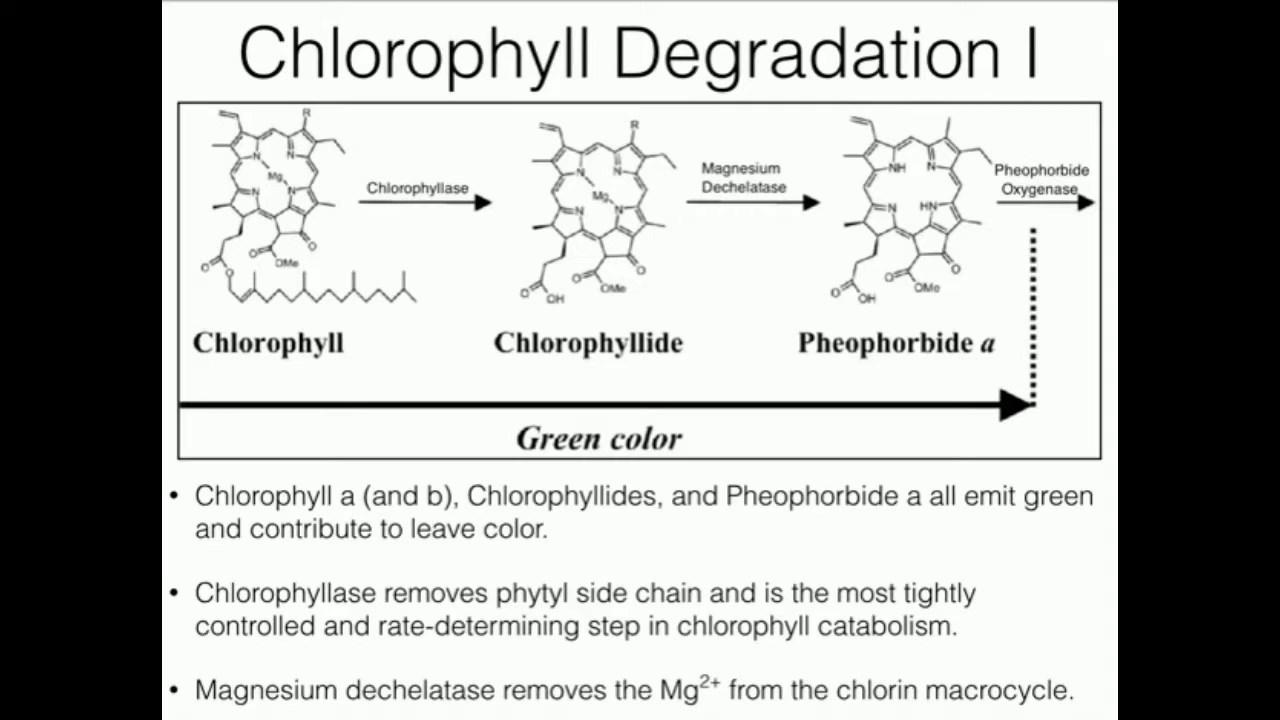 Chlorophyll Degradation I
R
N
N
Mg
N
N
O
O
O
OMe
O
Chlorophyllase
R
N
N
Mg
N
N
O
OH
O
OMe
O
Magnesium
Dechelatase
NH
N
N
HN
O
OH
O
OMe
O
Pheophorbide
Oxygenase
Chlorophyll
Chlorophyllide
Pheophorbide a
Green color
• Chlorophyll a (and b), Chlorophyllides, and Pheophorbide a all emit green
and contribute to leave color.
• Chlorophyllase removes phytyl side chain and is the most tightly
controlled and rate-determining step in chlorophyll catabolism.
• Magnesium dechelatase removes the Mg²⁺ from the chlorin macrocycle.